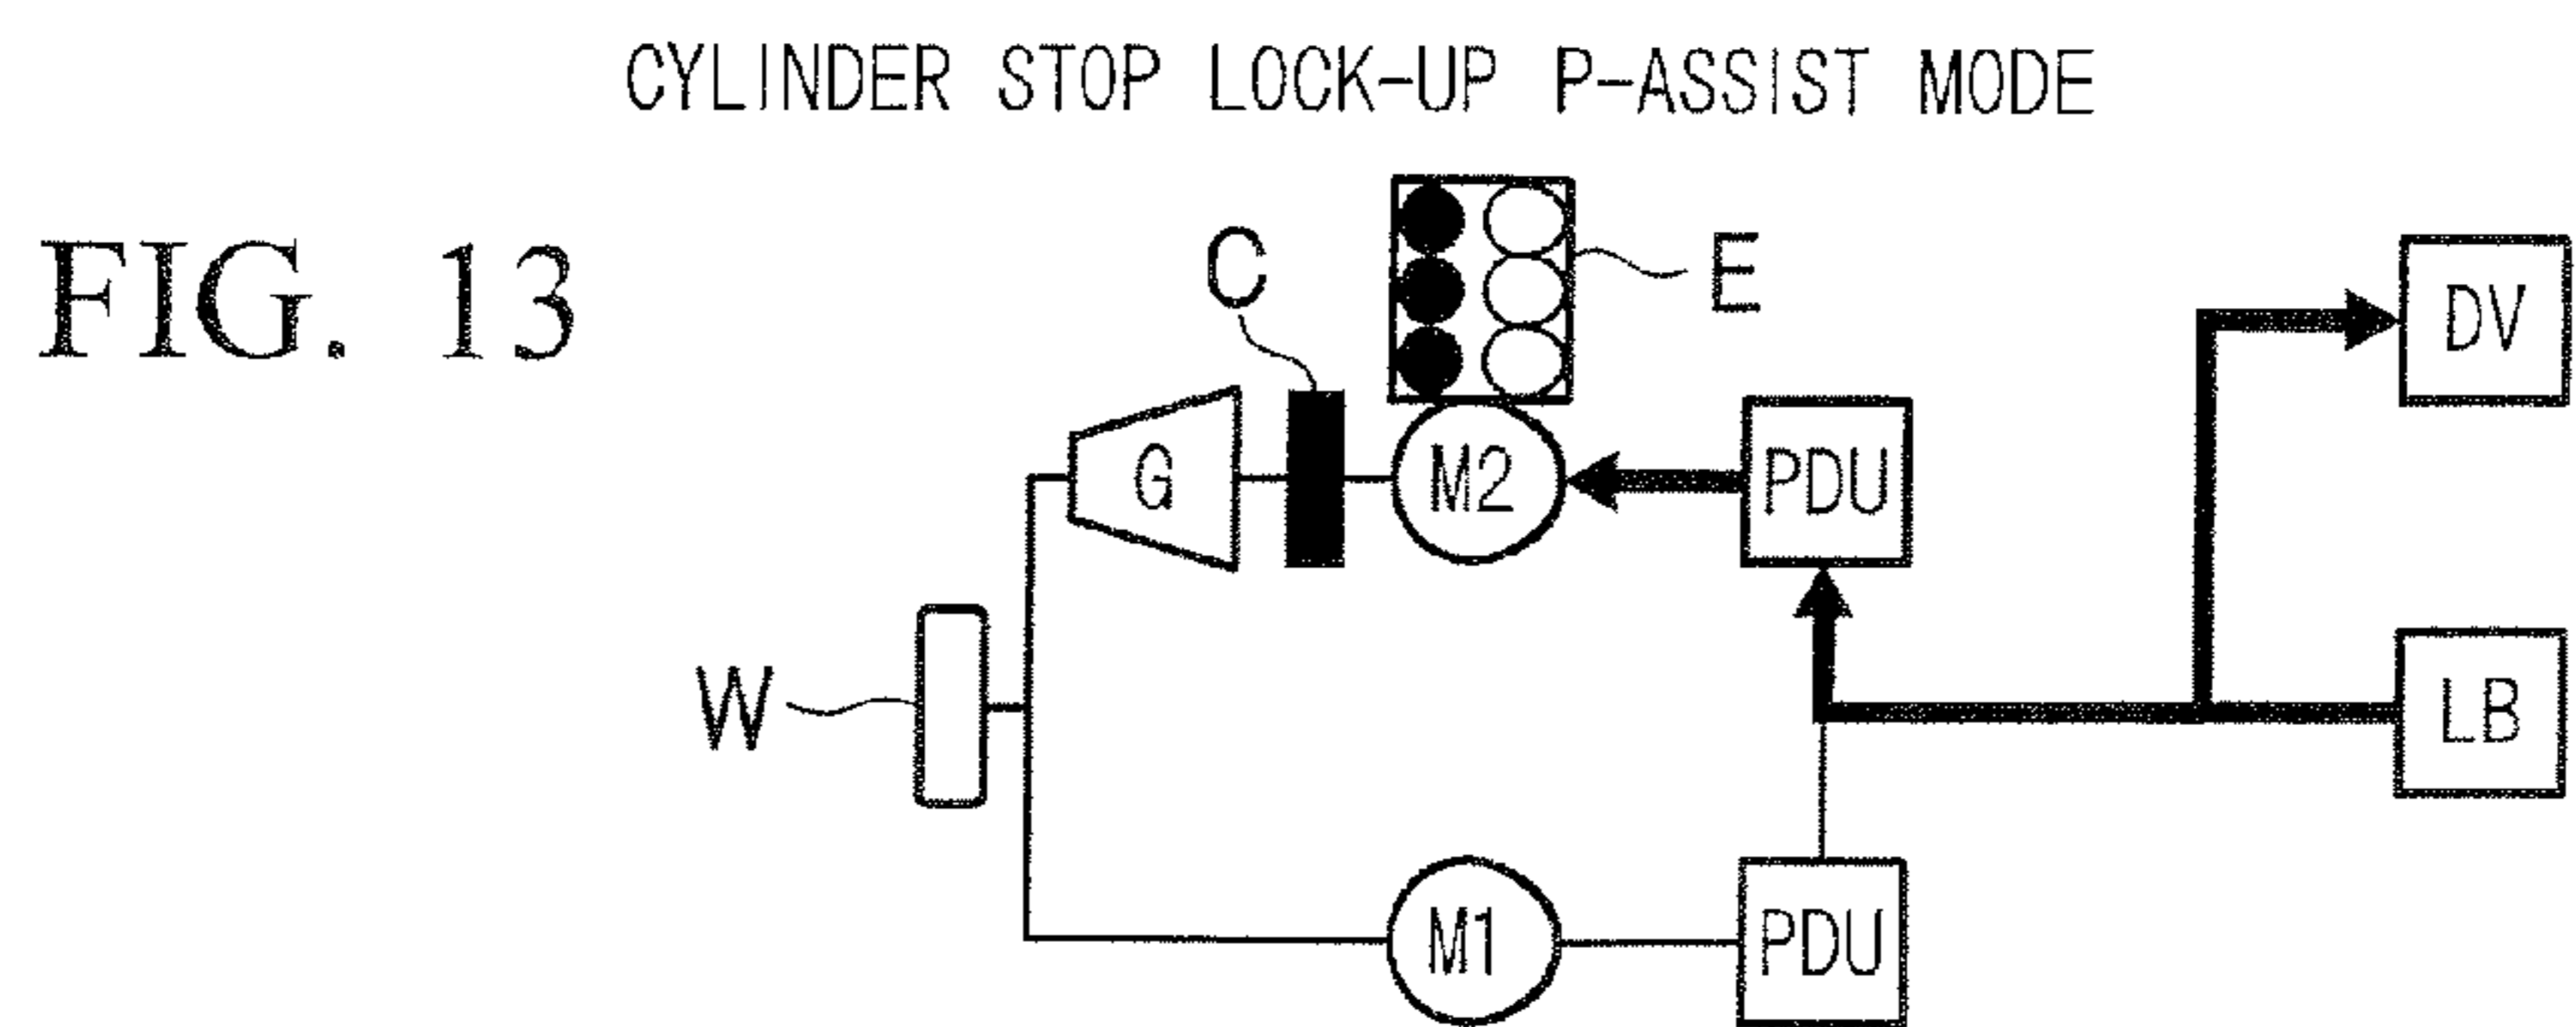 CYLINDER STOP LOCK-UP P-ASSIST MODE
FIG. 13
C
E
DV
G
M2
PDU
W
LB
M1
PDU